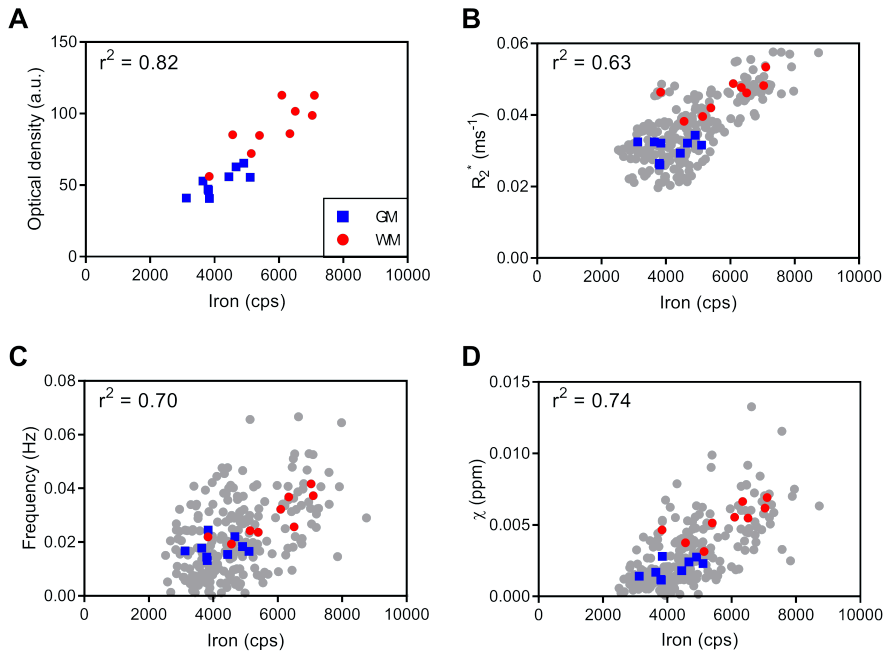 A
150
100
50
0
Optical density (a.u.)
r² = 0.82
GM
WM
0 2000 4000 6000 8000 10000
Iron (cps)
B
0.06
0.04
0.02
0.00
R₂* (ms⁻¹)
r² = 0.63
0 2000 4000 6000 8000 10000
Iron (cps)
C
0.08
0.06
0.04
0.02
0.00
Frequency (Hz)
r² = 0.70
0 2000 4000 6000 8000 10000
Iron (cps)
D
0.015
0.010
0.005
0.000
χ (ppm)
r² = 0.74
0 2000 4000 6000 8000 10000
Iron (cps)